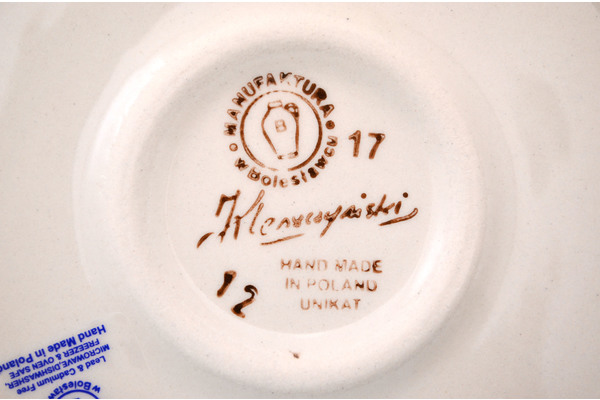 MANUFAKTURA
w Bolesławcu
B
17
12
HAND MADE
IN POLAND
UNIKAT
w Bolesław
Lead & Cadmium Free
MICROWAVE,DISHWASHER,
FREEZER & OVEN SAFE
Hand Made in Poland